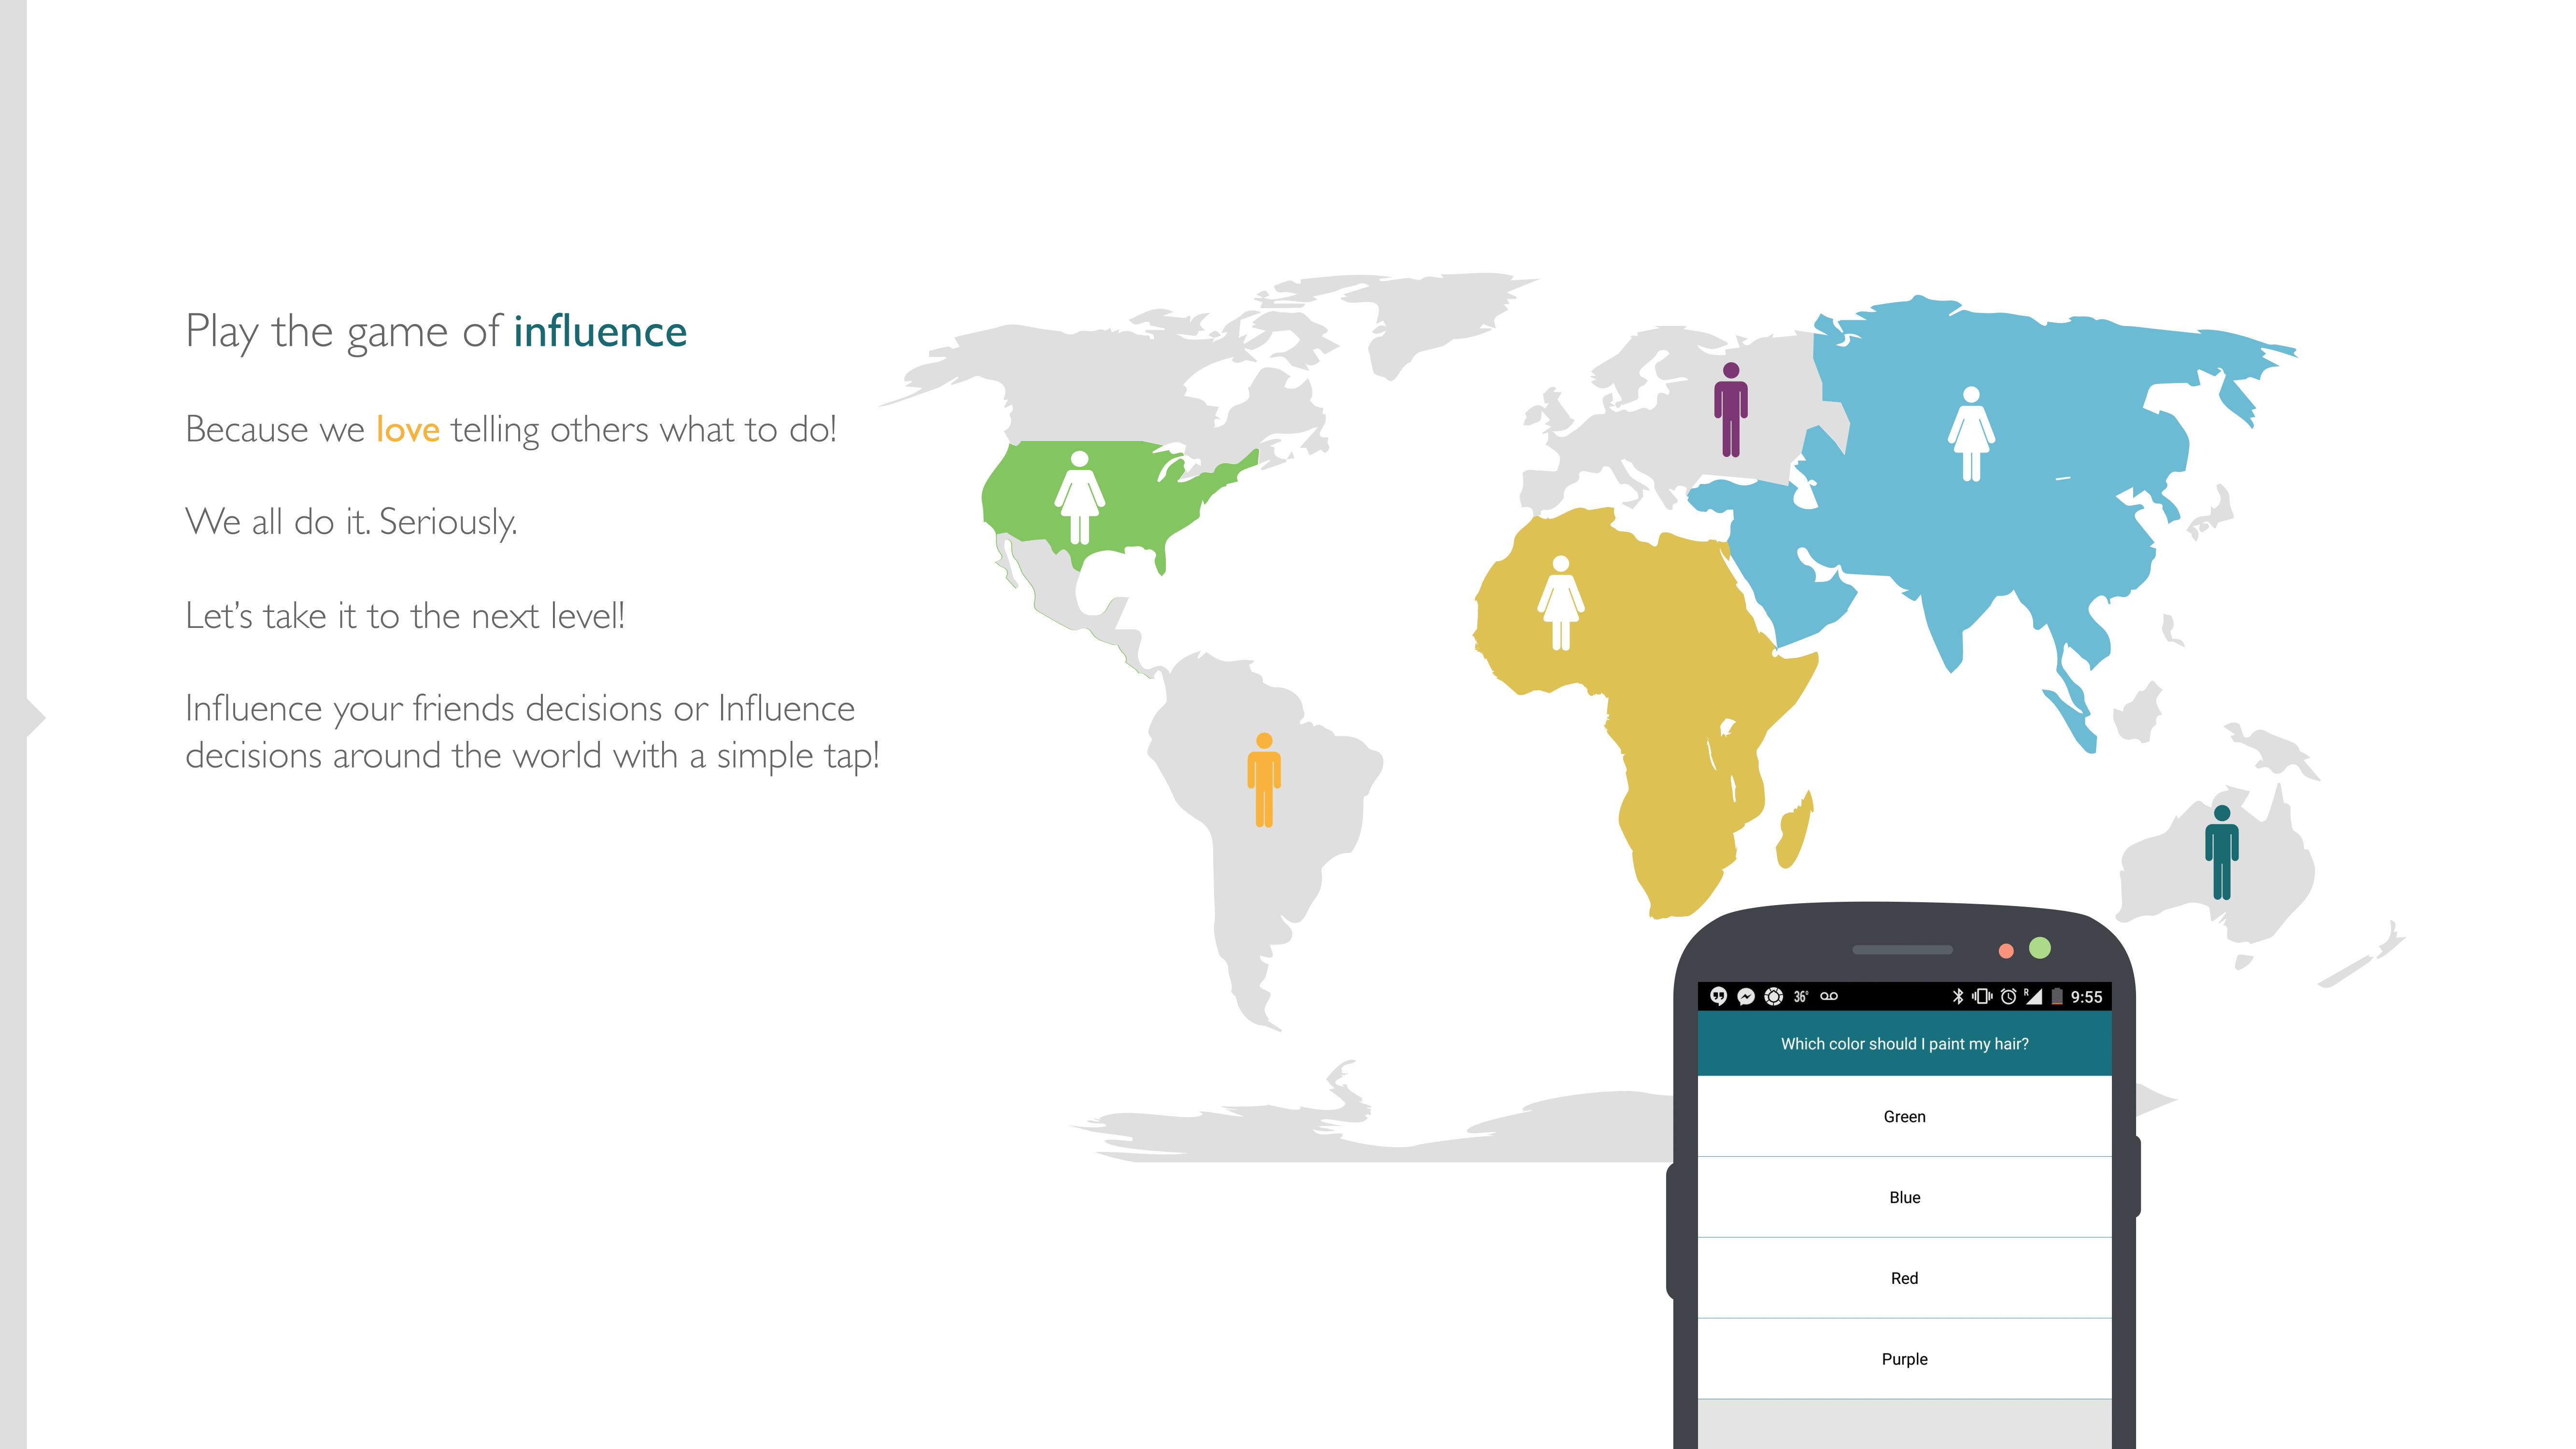 Play the game of influence
Because we love telling others what to do!
We all do it. Seriously.
Let's take it to the next level!
Influence your friends decisions or Influence
decisions around the world with a simple tap!
36° R 9:55
Which color should I paint my hair?
Green
Blue
Red
Purple